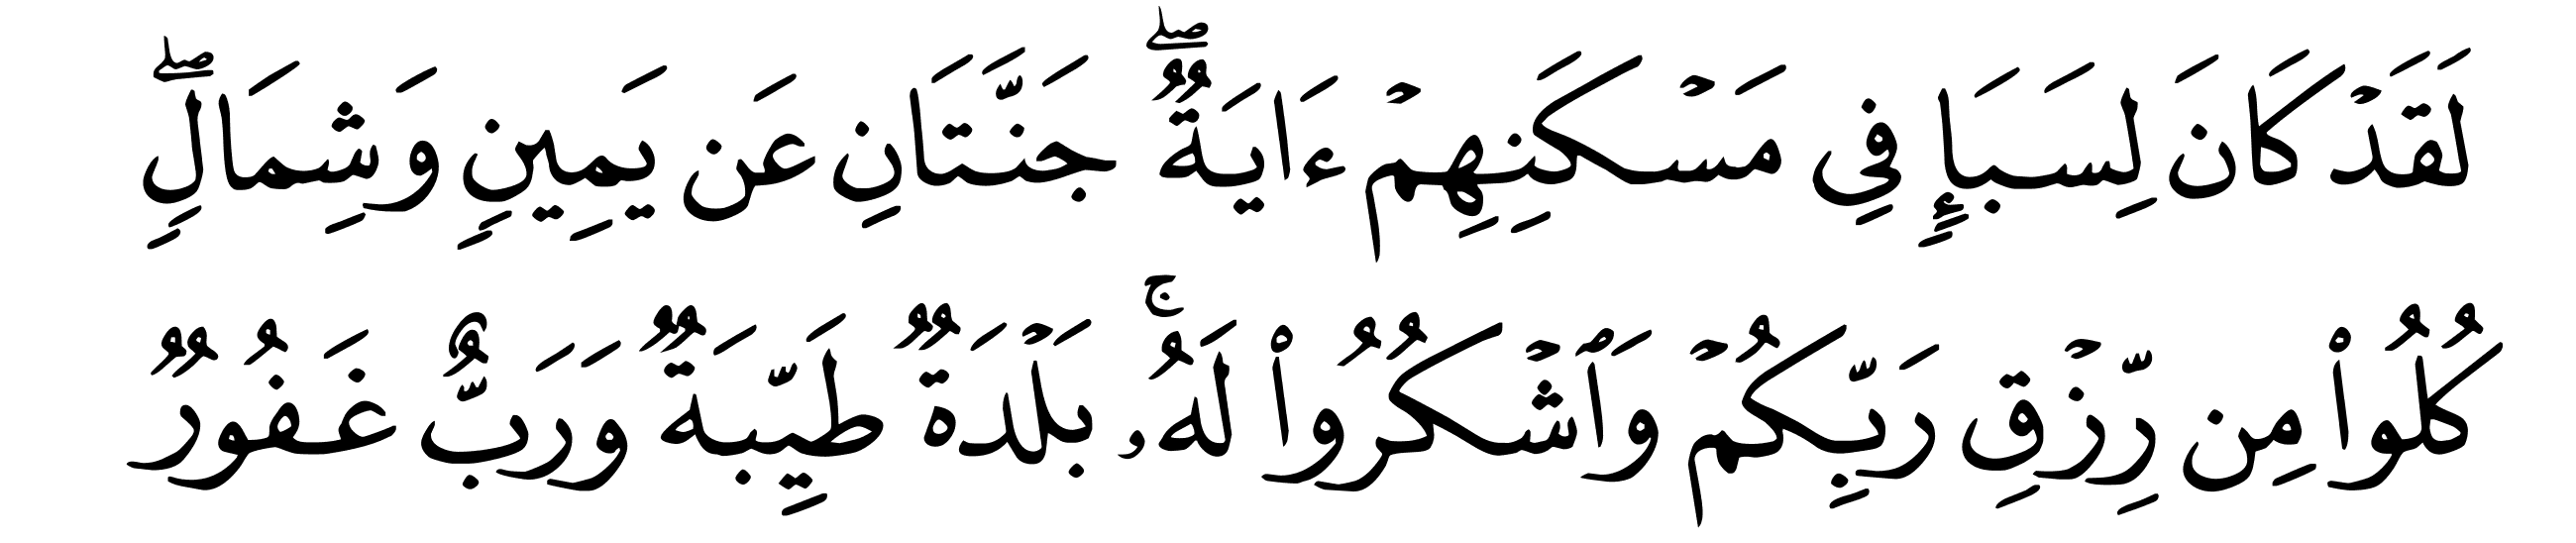 لَقَدۡ كَانَ لِسَبَإٖ فِي مَسۡكَنِهِمۡ ءَايَةٞۖ جَنَّتَانِ عَن يَمِينٖ وَشِمَالٖۖ
كُلُواْ مِن رِّزۡقِ رَبِّكُمۡ وَٱشۡكُرُواْ لَهُۥۚ بَلۡدَةٞ طَيِّبَةٞ وَرَبٌّ غَفُورٞ